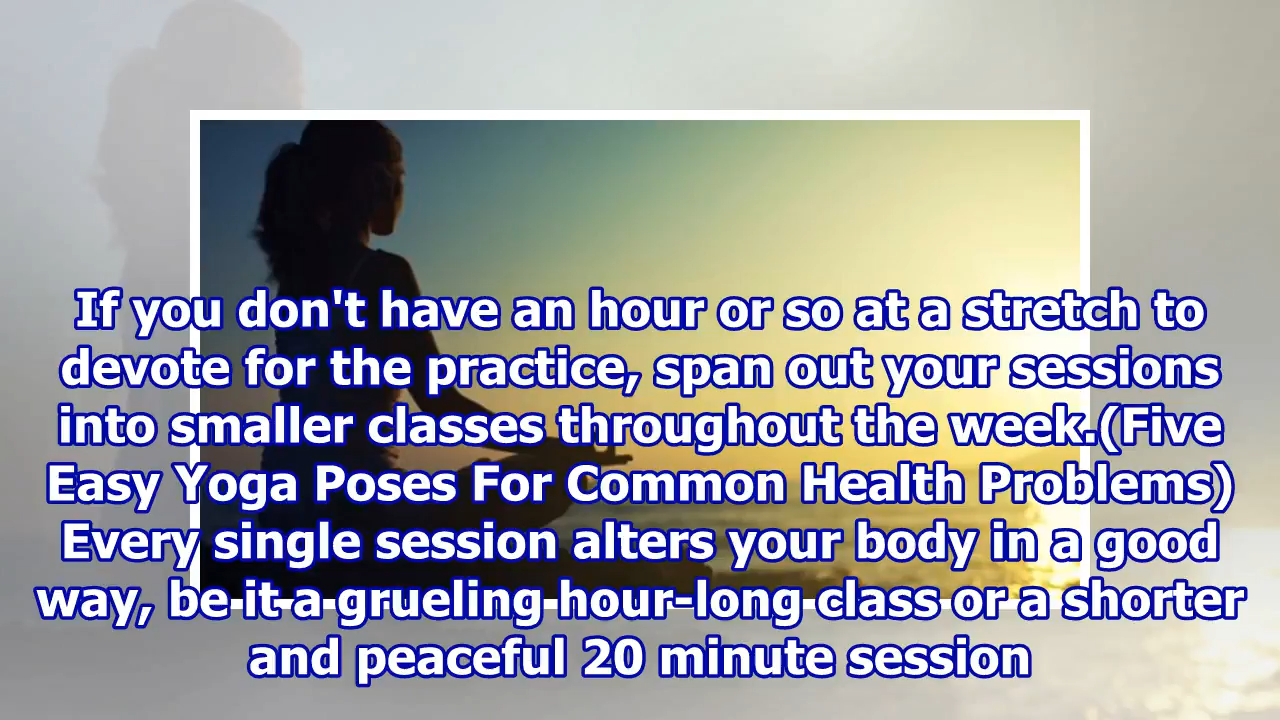 If you don't have an hour or so at a stretch to
devote for the practice, span out your sessions
into smaller classes throughout the week.(Five
Easy Yoga Poses For Common Health Problems)
Every single session alters your body in a good
way, be it a grueling hour-long class or a shorter
and peaceful 20 minute session